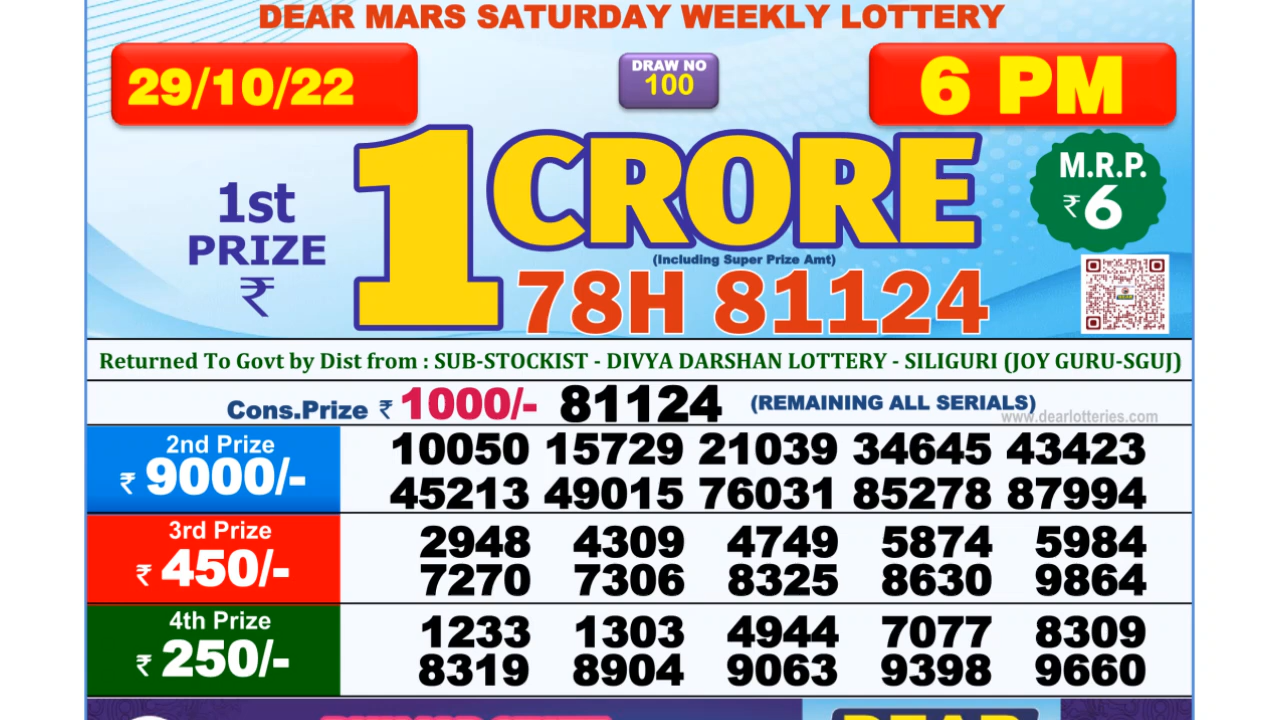 DEAR MARS SATURDAY WEEKLY LOTTERY
29/10/22
DRAW NO
100
6 PM
1st
PRIZE
₹
1 CRORE
(Including Super Prize Amt)
78H 81124
M.R.P.
₹ 6
Returned To Govt by Dist from : SUB-STOCKIST - DIVYA DARSHAN LOTTERY - SILIGURI (JOY GURU-SGUJ)
Cons.Prize ₹ 1000/- 81124 (REMAINING ALL SERIALS)
www.dearlotteries.com
2nd Prize
₹ 9000/-
10050 15729 21039 34645 43423
45213 49015 76031 85278 87994
3rd Prize
₹ 450/-
2948 4309 4749 5874 5984
7270 7306 8325 8630 9864
4th Prize
₹ 250/-
1233 1303 4944 7077 8309
8319 8904 9063 9398 9660
DEAR